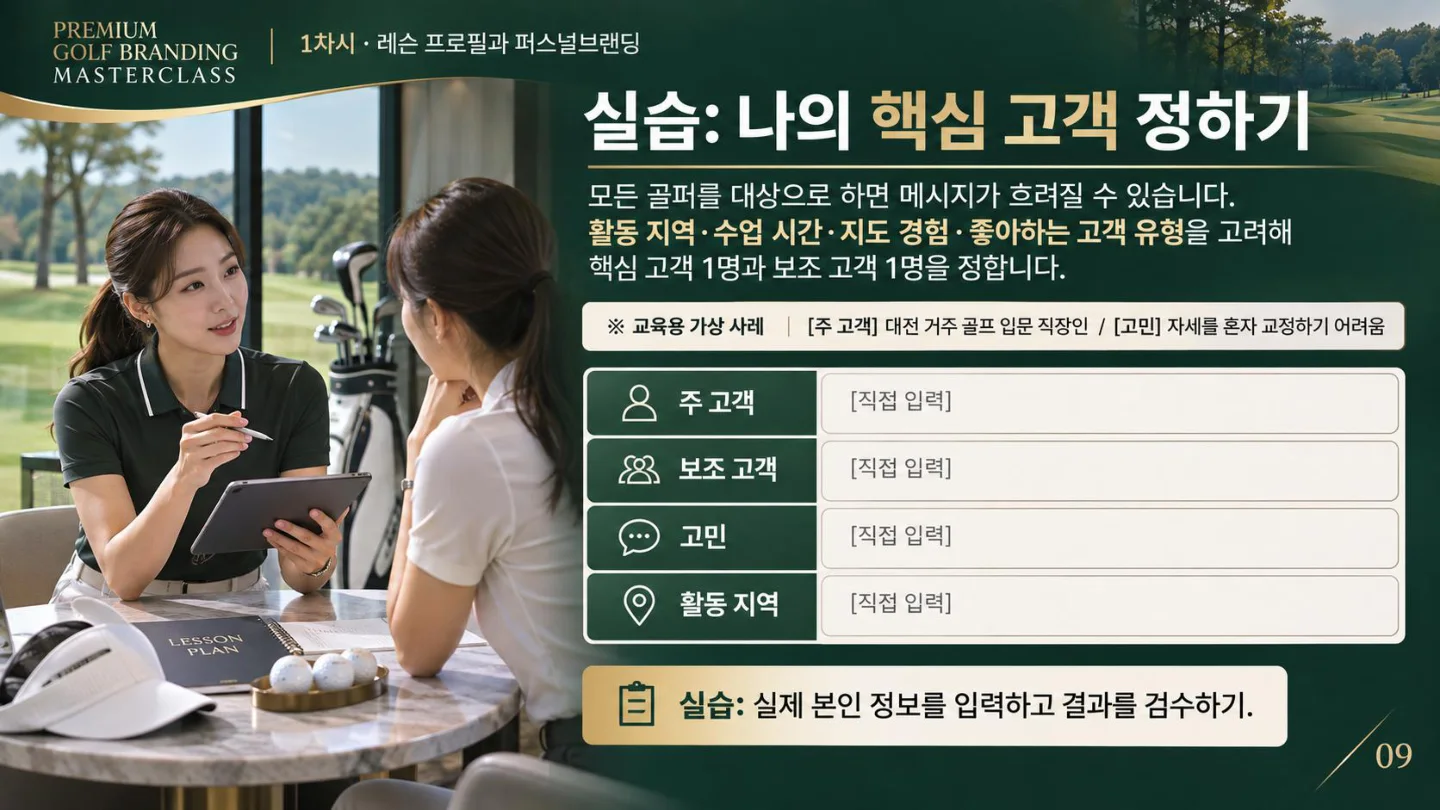 PREMIUM
GOLF BRANDING
MASTERCLASS
1차시 · 레슨 프로필과 퍼스널브랜딩
실습: 나의 핵심 고객 정하기
모든 골퍼를 대상으로 하면 메시지가 흐려질 수 있습니다.
활동 지역 · 수업 시간 · 지도 경험 · 좋아하는 고객 유형을 고려해
핵심 고객 1명과 보조 고객 1명을 정합니다.
※ 교육용 가상 사례 | [주 고객] 대전 거주 골프 입문 직장인 / [고민] 자세를 혼자 교정하기 어려움
주 고객 [직접 입력]
보조 고객 [직접 입력]
고민 [직접 입력]
활동 지역 [직접 입력]
LESSON
PLAN
실습: 실제 본인 정보를 입력하고 결과를 검수하기.
09